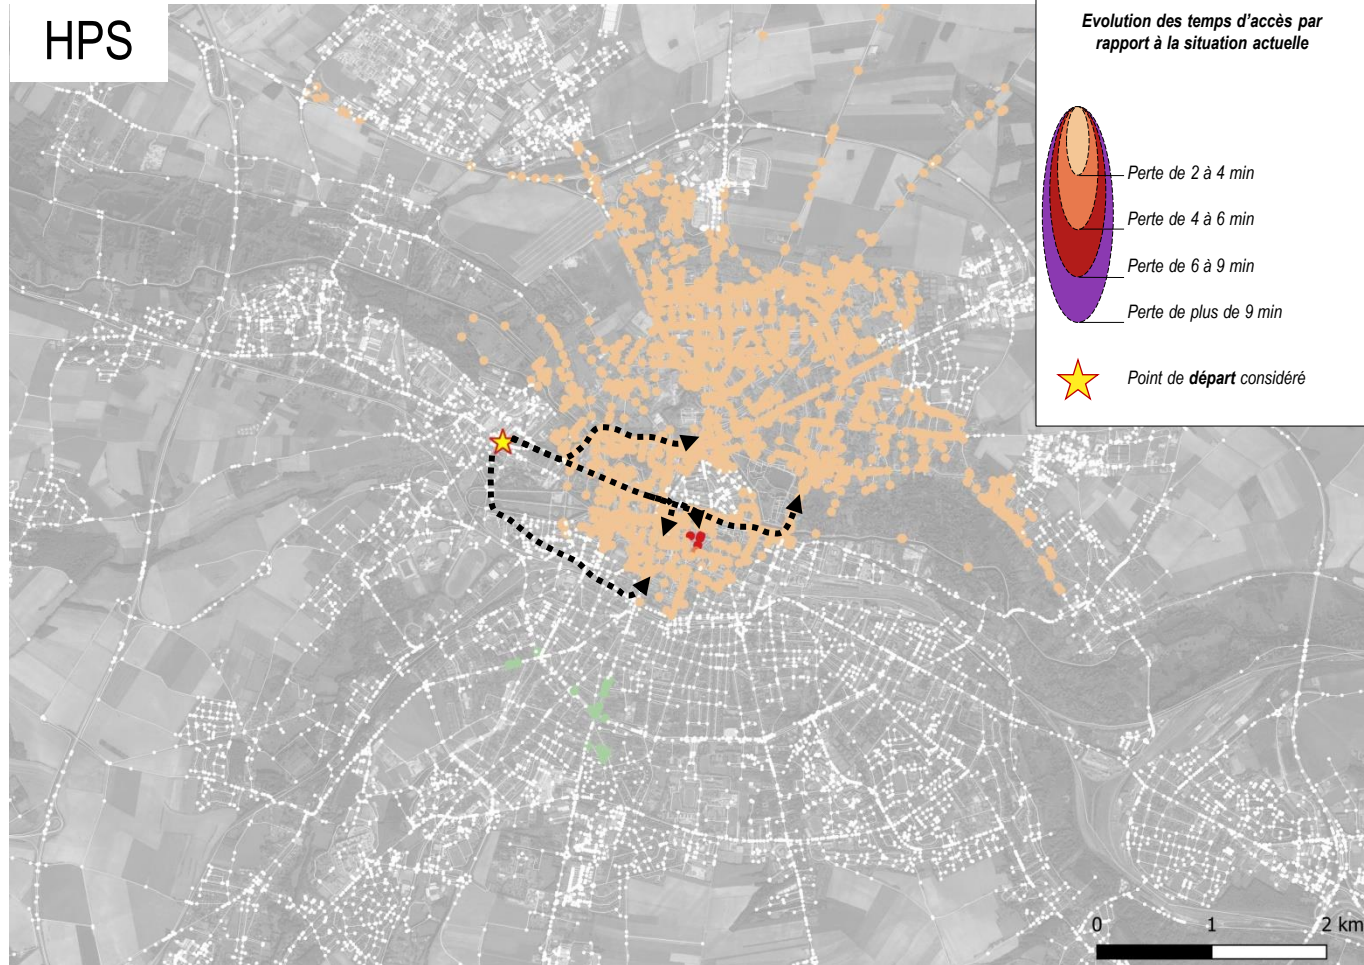 HPS
Evolution des temps d’accès par
rapport à la situation actuelle
Perte de 2 à 4 min
Perte de 4 à 6 min
Perte de 6 à 9 min
Perte de plus de 9 min
Point de départ considéré
0 1 2 km